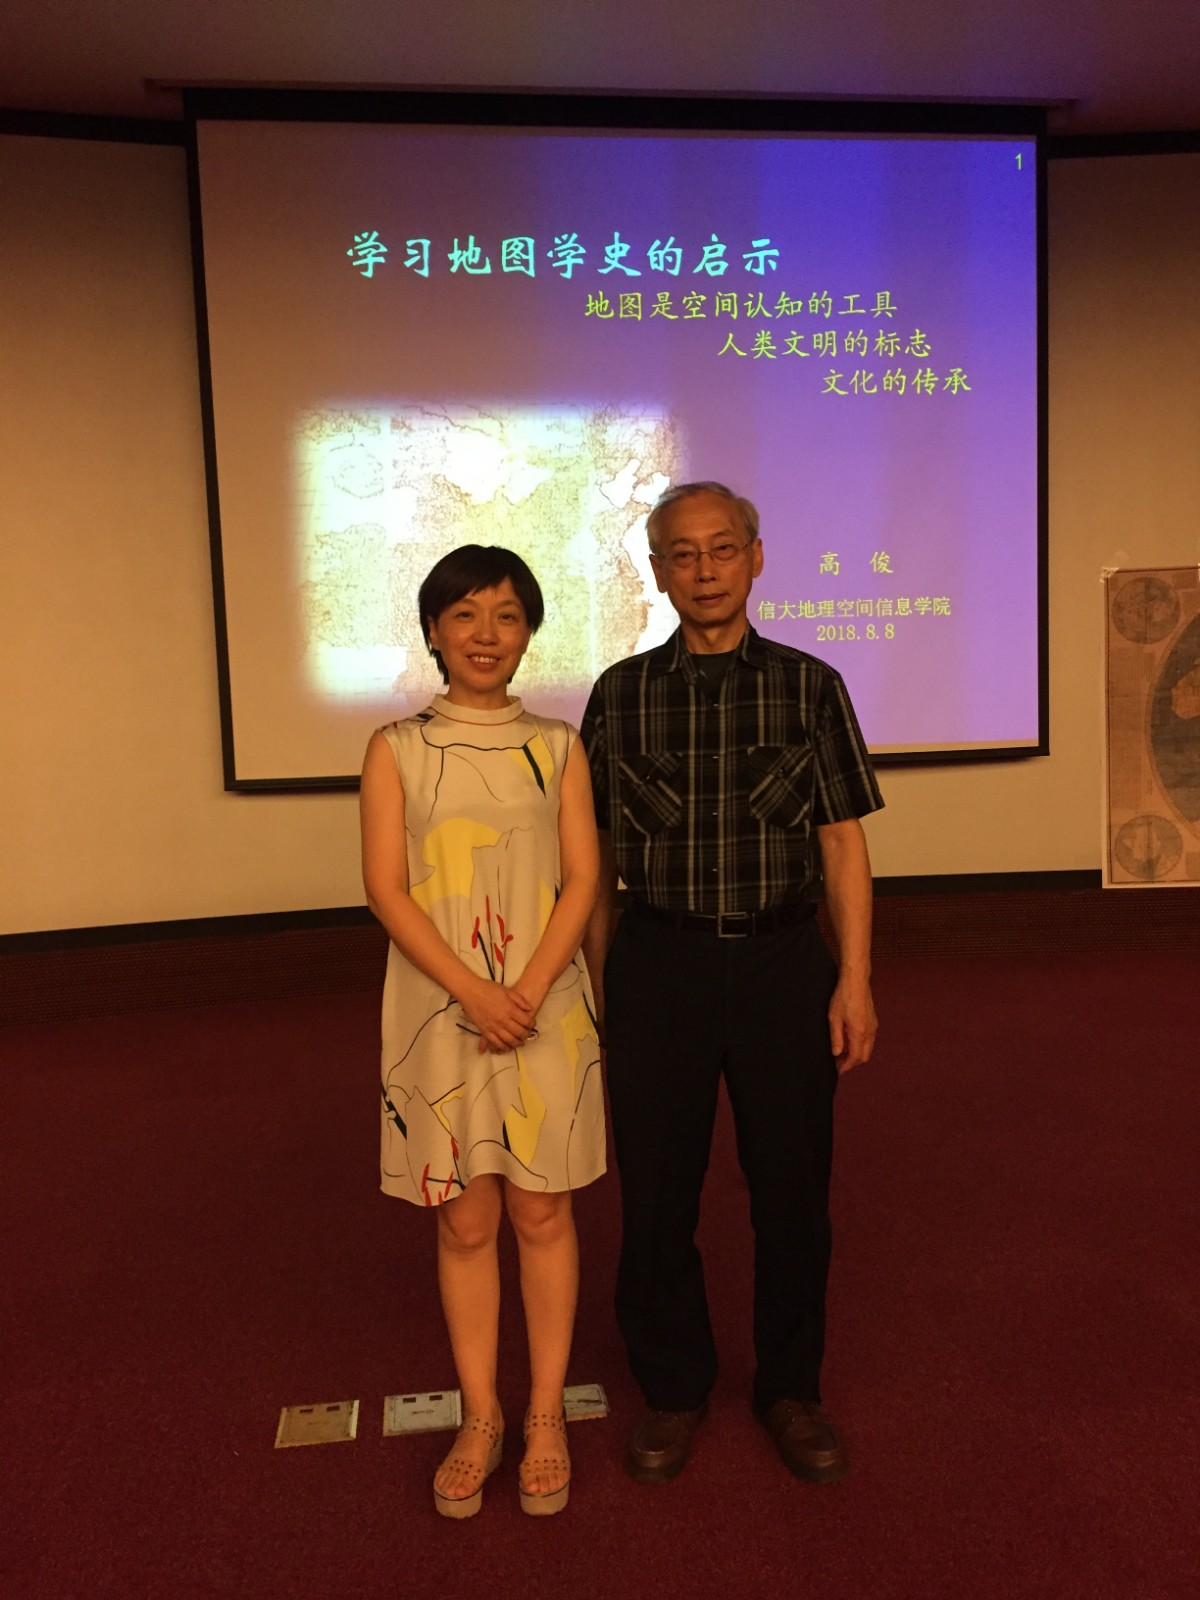 1
学习地图学史的启示
地图是空间认知的工具
人类文明的标志
文化的传承
高 俊
信大地理空间信息学院
2018.8.8